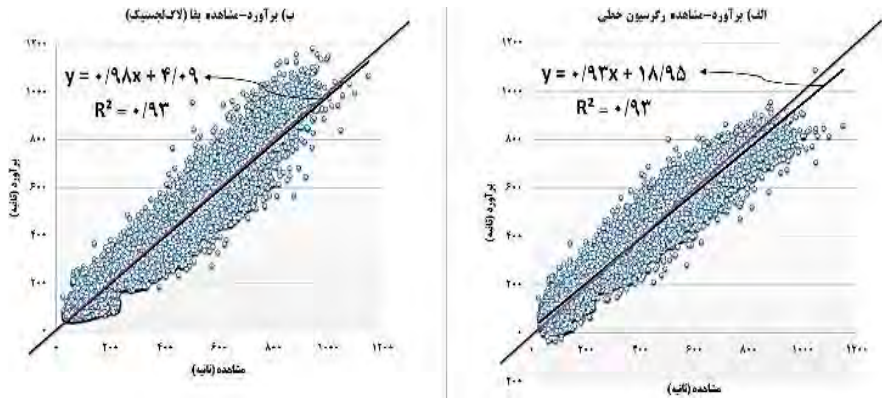 الف) برآورد-مشاهده رگرسیون خطی
۱۲۰۰
۱۰۰۰
۸۰۰
۶۰۰
۴۰۰
۲۰۰
۰
۲۰۰
y = ۰/۹۳x + ۱۸/۹۵
R² = ۰/۹۳
برآورد (ثانیه)
۰ ۲۰۰ ۴۰۰ ۶۰۰ ۸۰۰ ۱۰۰۰ ۱۲۰۰
مشاهده (ثانیه)
ب) برآورد-مشاهده بقا (لاگ‌لجستیک)
۱۲۰۰
۱۰۰۰
۸۰۰
۶۰۰
۴۰۰
۲۰۰
۰
y = ۰/۹۸x + ۴/۰۹
R² = ۰/۹۳
برآورد (ثانیه)
۰ ۲۰۰ ۴۰۰ ۶۰۰ ۸۰۰ ۱۰۰۰ ۱۲۰۰
مشاهده (ثانیه)